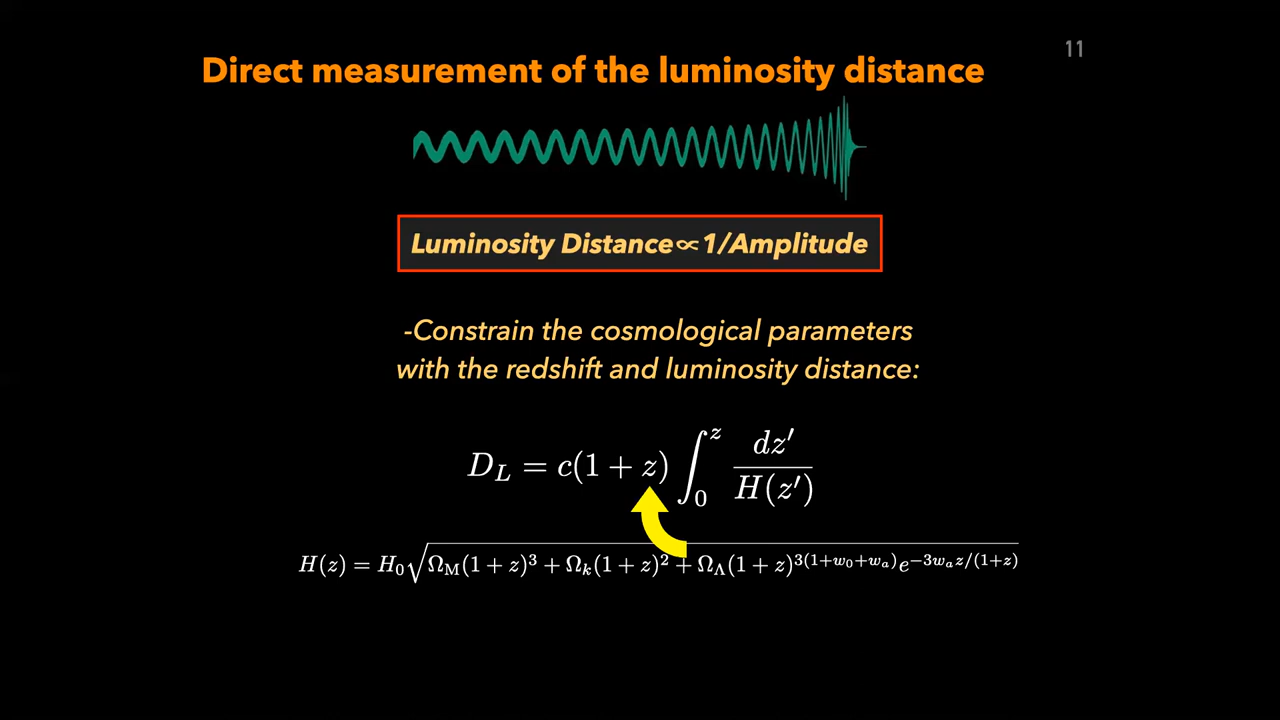 11
Direct measurement of the luminosity distance
Luminosity Distance∝1/Amplitude
-Constrain the cosmological parameters
with the redshift and luminosity distance:
D_L = c(1 + z) ∫_0^z dz′/H(z′)
H(z) = H_0√(Ω_M(1 + z)^3 + Ω_k(1 + z)^2 + Ω_Λ(1 + z)^{3(1+w_0+w_a)}e^{−3w_a z/(1+z)})